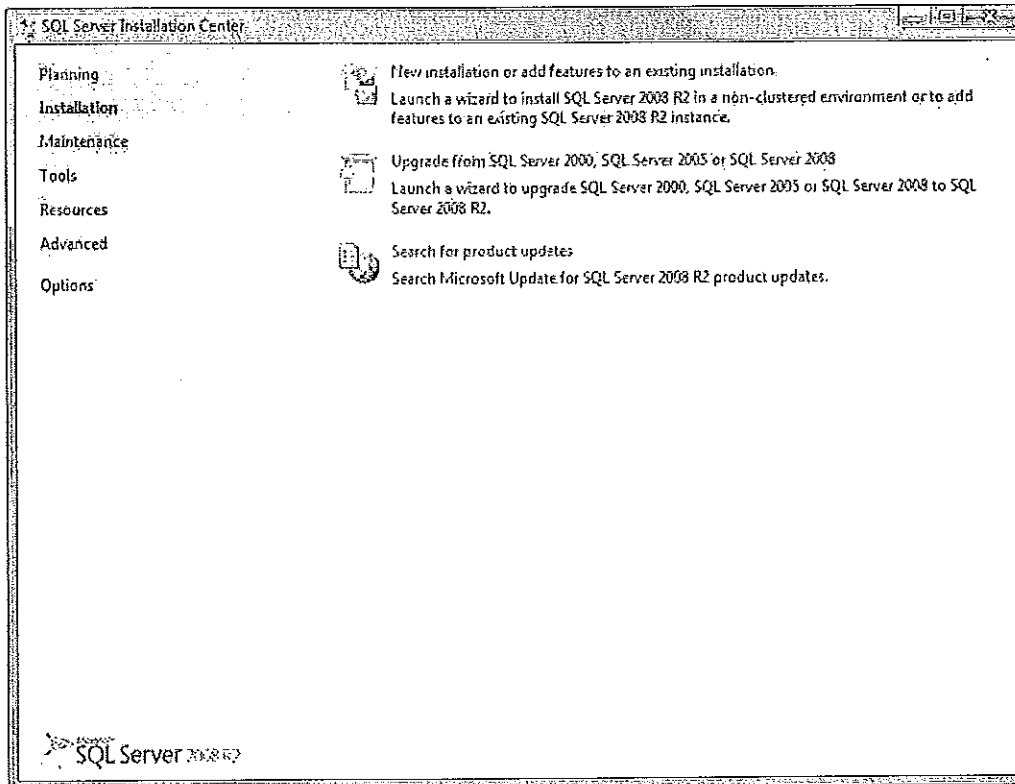 SQL Server Installation Center
Planning
Installation
Maintenance
Tools
Resources
Advanced
Options
New installation or add features to an existing installation.
Launch a wizard to install SQL Server 2008 R2 in a non-clustered environment or to add
features to an existing SQL Server 2008 R2 instance.
Upgrade from SQL Server 2000, SQL Server 2005 or SQL Server 2008
Launch a wizard to upgrade SQL Server 2000, SQL Server 2005 or SQL Server 2008 to SQL
Server 2008 R2.
Search for product updates
Search Microsoft Update for SQL Server 2008 R2 product updates.
SQL Server 2008 R2